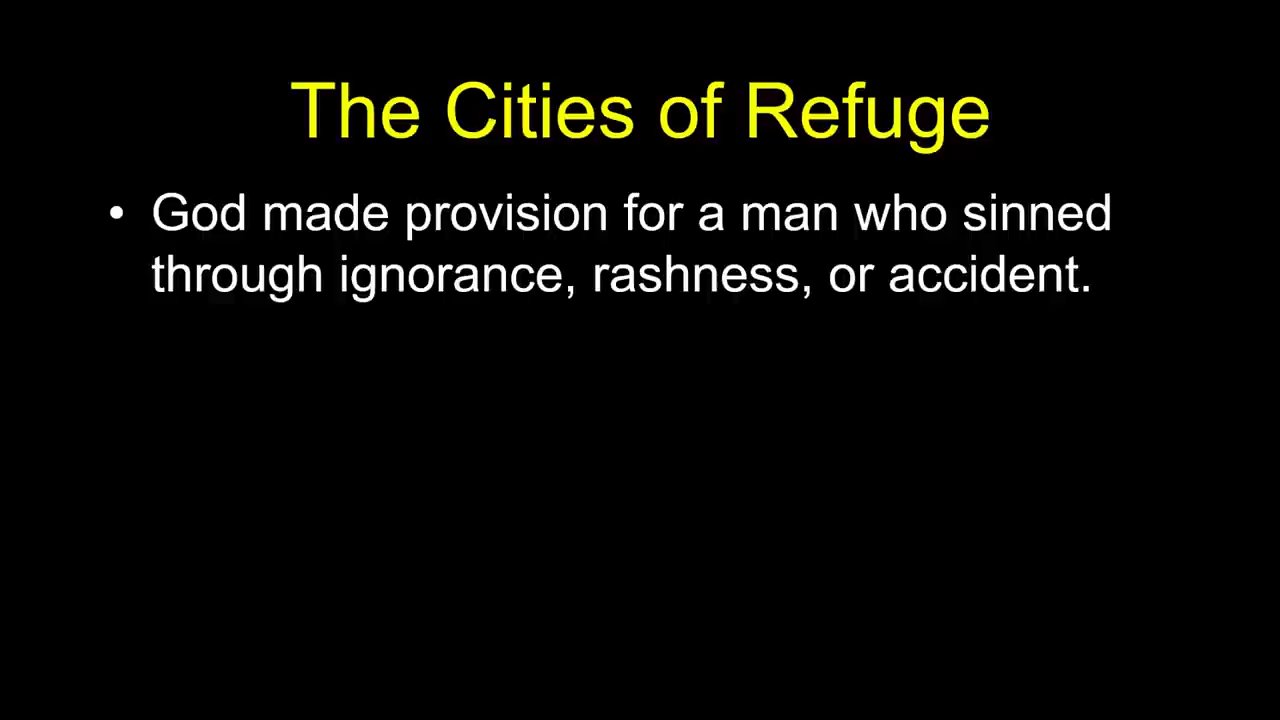 The Cities of Refuge
• God made provision for a man who sinned
through ignorance, rashness, or accident.